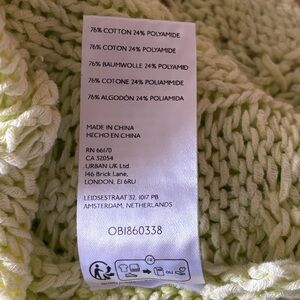 76% COTTON 24% POLYAMIDE
76% COTON 24% POLYAMIDE
76% BAUMWOLLE 24% POLYAMID
76% COTONE 24% POLIAMMIDE
76% ALGODÓN 24% POLIAMIDA
MADE IN CHINA
HECHO EN CHINA
RN 66170
CA 32054
URBAN UK Ltd
146 Brick Lane,
LONDON, E1 6RU
LEIDSESTRAAT 32, 1017 PB
AMSTERDAM, NETHERLANDS
OB1860338
FR
OU